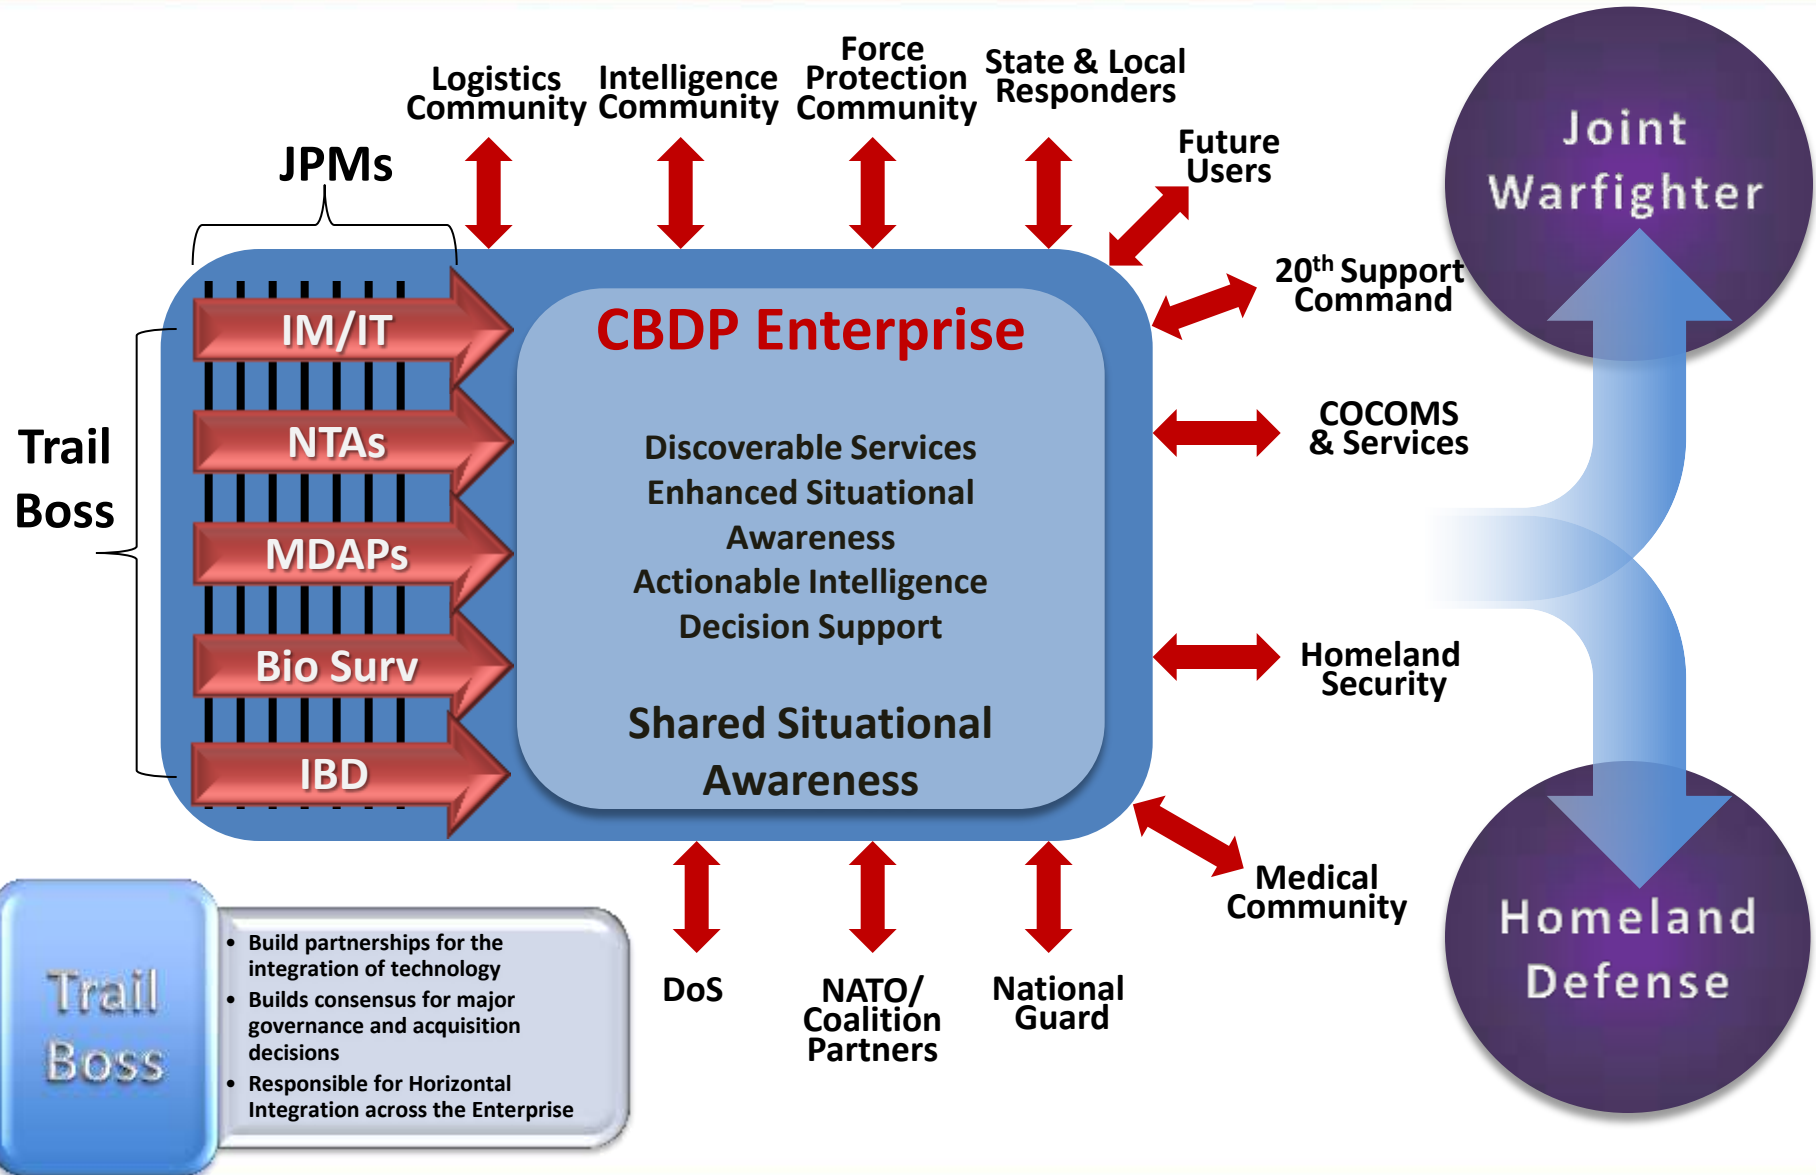 Logistics
Community
Intelligence
Community
Force
Protection
Community
State & Local
Responders
Future
Users
JPMs
20th Support
Command
COCOMS
& Services
Homeland
Security
Medical
Community
Trail
Boss
IM/IT
NTAs
MDAPs
Bio Surv
IBD
CBDP Enterprise
Discoverable Services
Enhanced Situational
Awareness
Actionable Intelligence
Decision Support
Shared Situational
Awareness
DoS
NATO/
Coalition
Partners
National
Guard
Joint
Warfighter
Homeland
Defense
Trail
Boss
• Build partnerships for the
integration of technology
• Builds consensus for major
governance and acquisition
decisions
• Responsible for Horizontal
Integration across the Enterprise